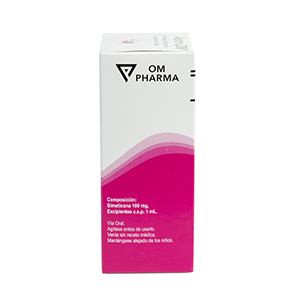 OM
PHARMA
Composición:
Simeticona 100 mg,
Excipientes c.s.p. 1 mL.
Vía Oral.
Agítese antes de usarlo.
Venta sin receta médica.
Manténgase alejado de los niños.